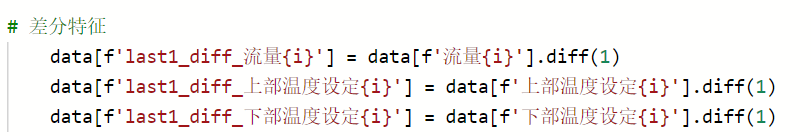 # 差分特征
data[f'last1_diff_流量{i}'] = data[f'流量{i}'].diff(1)
data[f'last1_diff_上部温度设定{i}'] = data[f'上部温度设定{i}'].diff(1)
data[f'last1_diff_下部温度设定{i}'] = data[f'下部温度设定{i}'].diff(1)